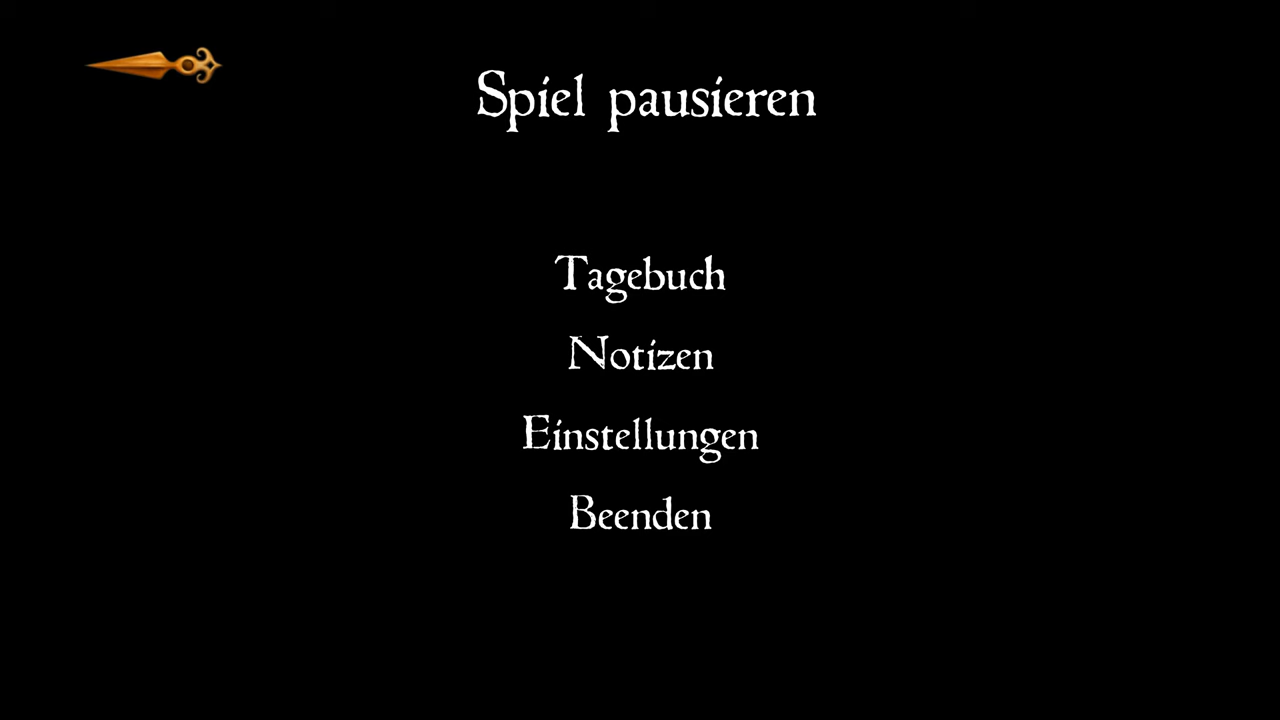 Spiel pausieren
Tagebuch
Notizen
Einstellungen
Beenden